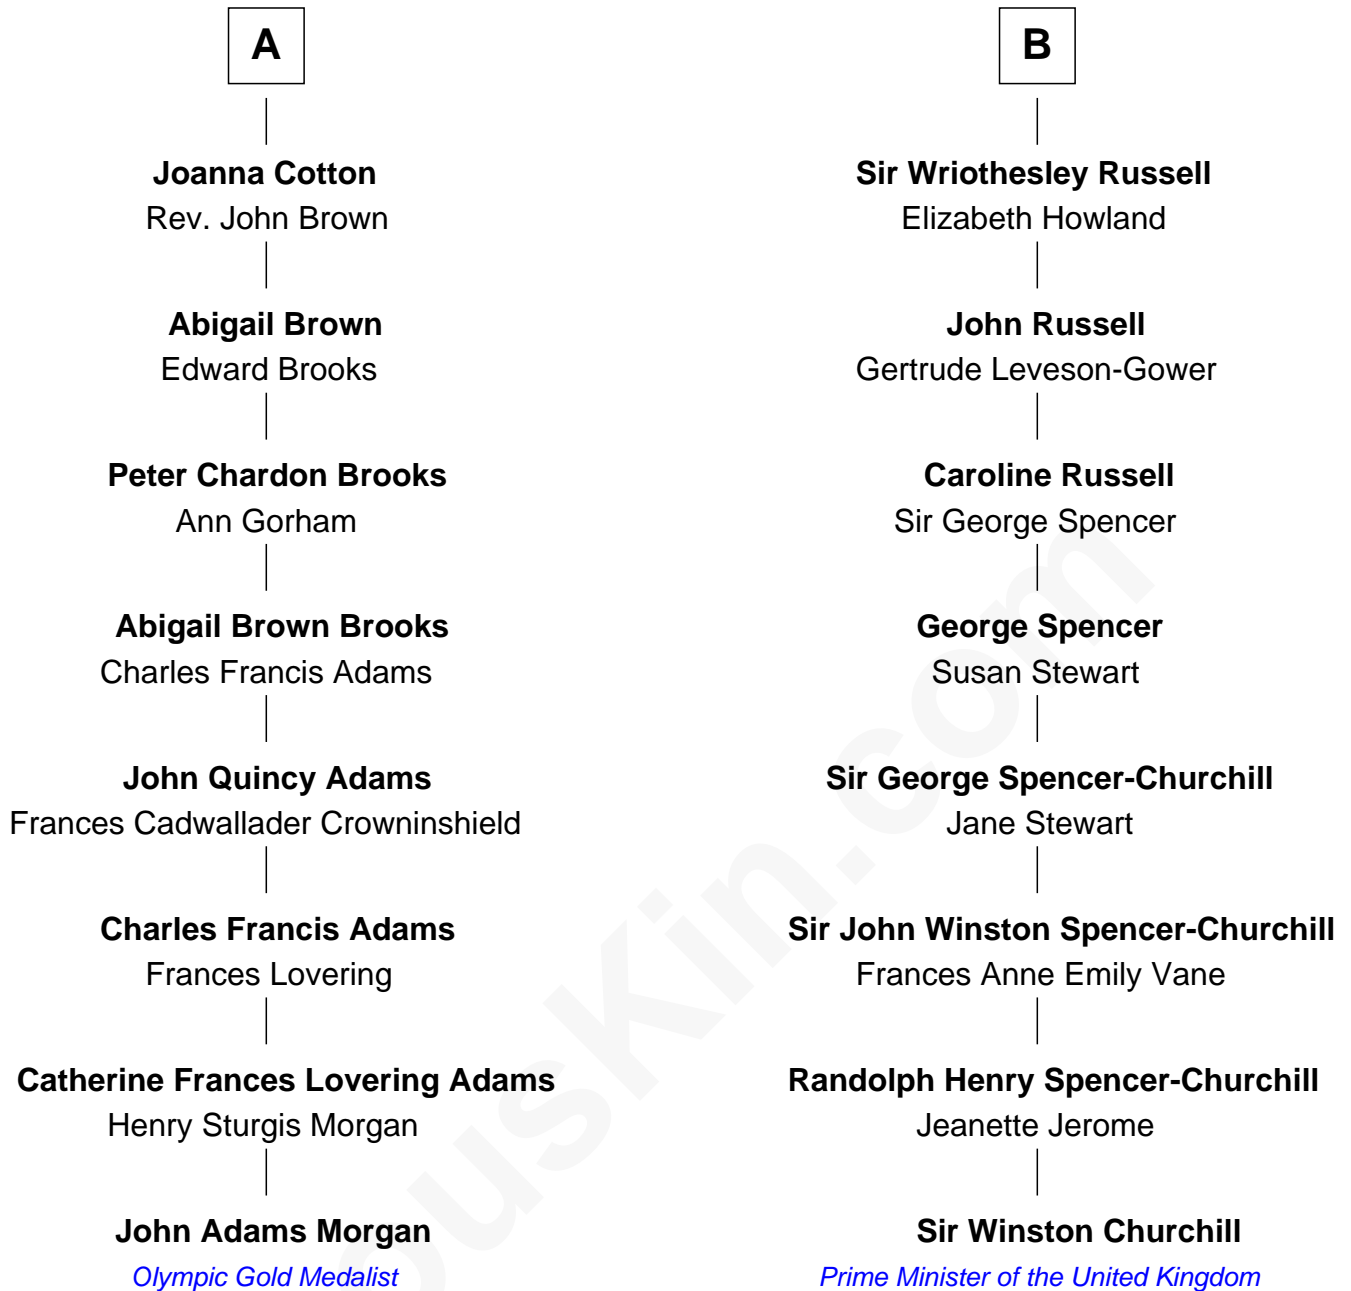 A
Joanna Cotton
Rev. John Brown
Abigail Brown
Edward Brooks
Peter Chardon Brooks
Ann Gorham
Abigail Brown Brooks
Charles Francis Adams
John Quincy Adams
Frances Cadwallader Crowninshield
Charles Francis Adams
Frances Lovering
Catherine Frances Lovering Adams
Henry Sturgis Morgan
John Adams Morgan
Olympic Gold Medalist
B
Sir Wriothesley Russell
Elizabeth Howland
John Russell
Gertrude Leveson-Gower
Caroline Russell
Sir George Spencer
George Spencer
Susan Stewart
Sir George Spencer-Churchill
Jane Stewart
Sir John Winston Spencer-Churchill
Frances Anne Emily Vane
Randolph Henry Spencer-Churchill
Jeanette Jerome
Sir Winston Churchill
Prime Minister of the United Kingdom
ousKin.com